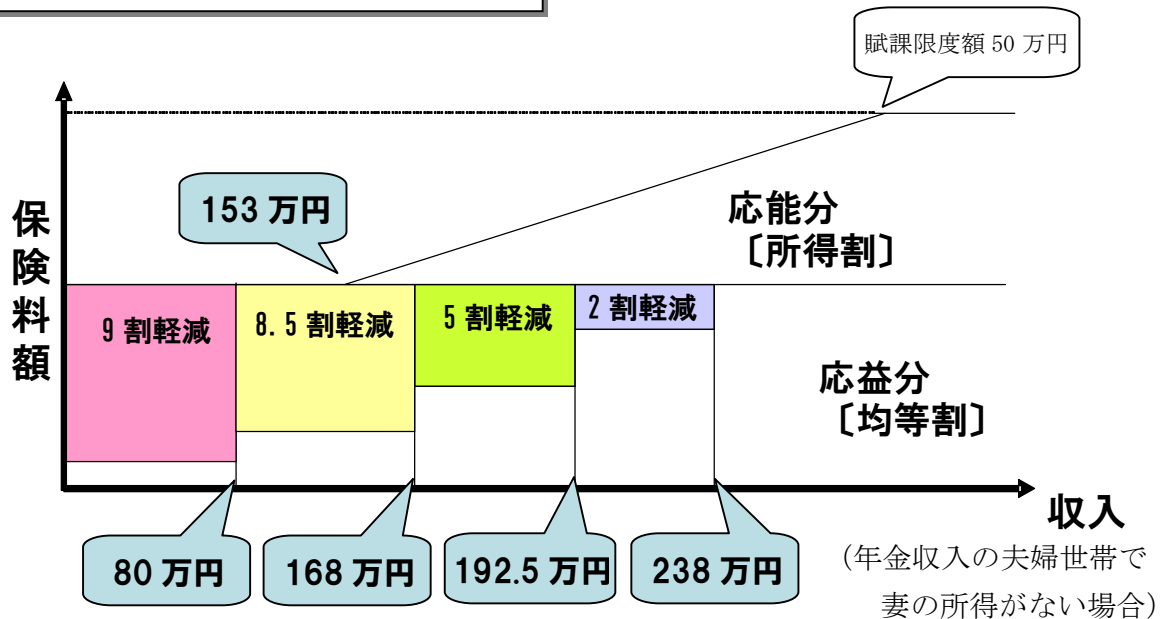 賦課限度額 50 万円
153 万円
保険料額
応能分
〔所得割〕
9 割軽減
8.5 割軽減
5 割軽減
2 割軽減
応益分
〔均等割〕
80 万円
168 万円
192.5 万円
238 万円
収入
（年金収入の夫婦世帯で
妻の所得がない場合）